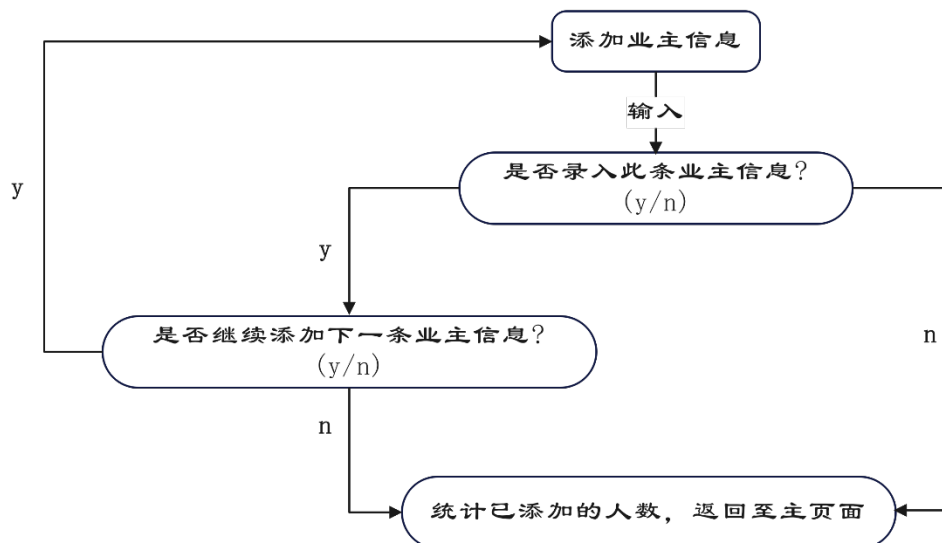 添加业主信息
输入
是否录入此条业主信息?
(y/n)
y
y
是否继续添加下一条业主信息?
(y/n)
n
n
统计已添加的人数，返回至主页面